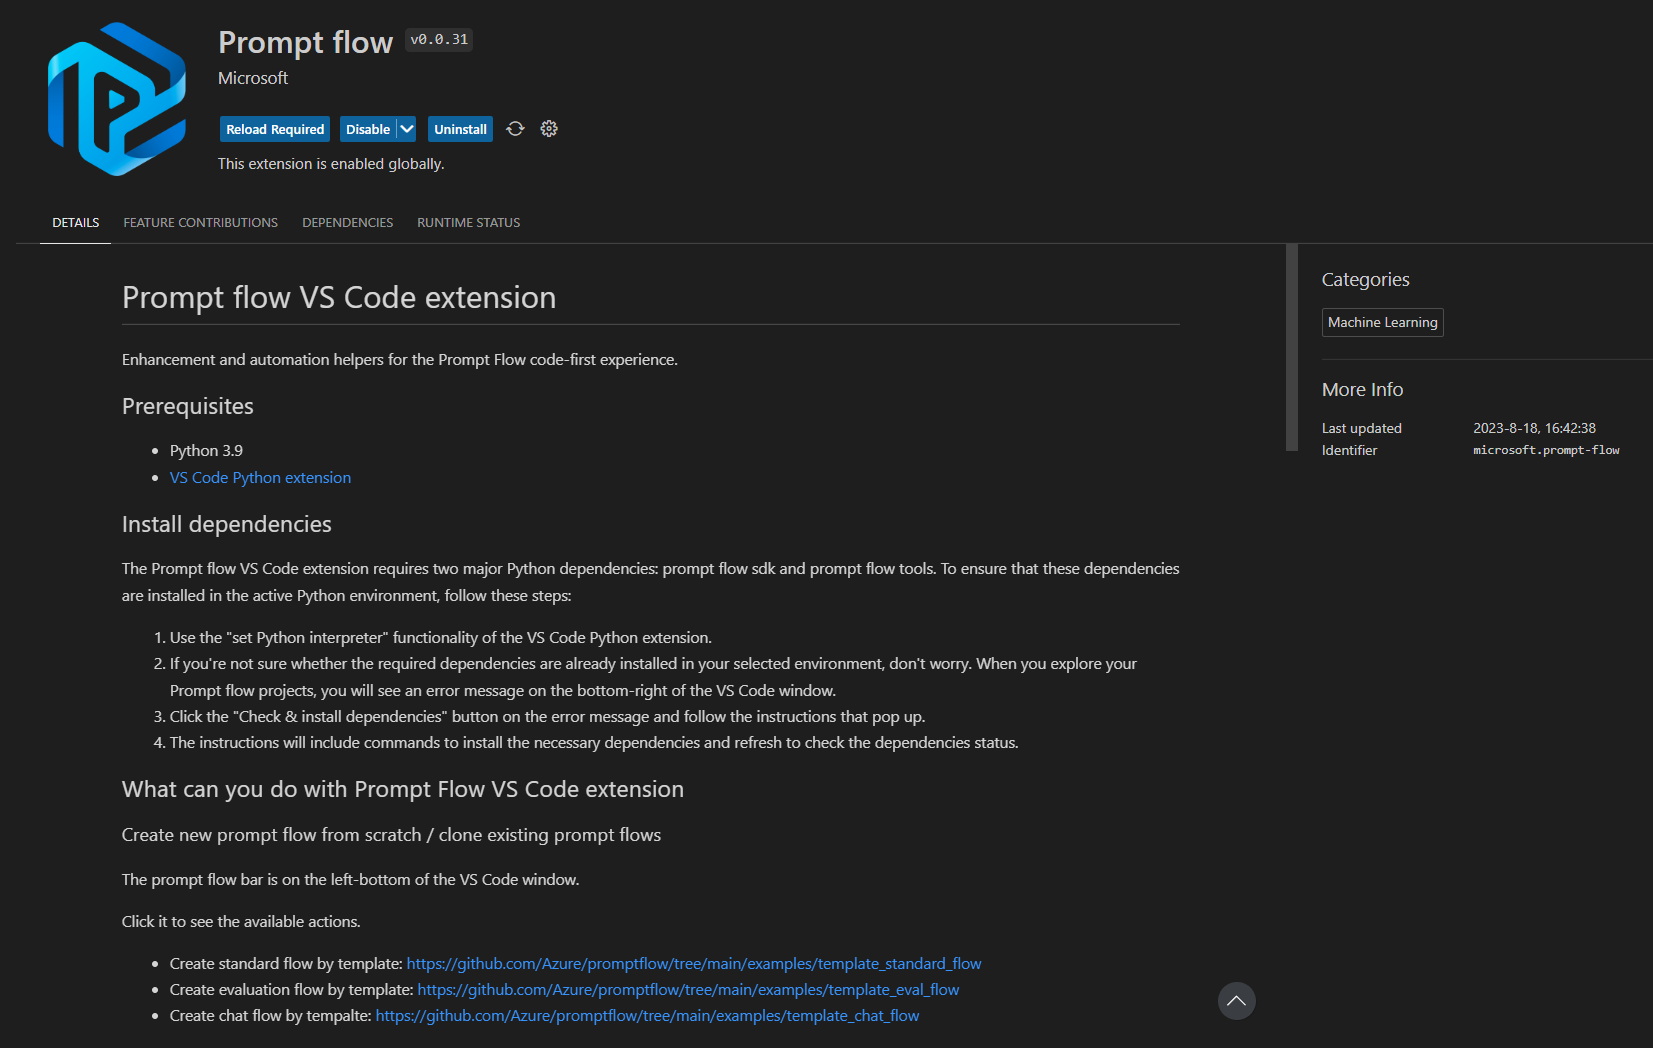 Prompt flow v0.0.31
Microsoft
Reload Required Disable Uninstall
This extension is enabled globally.
DETAILS FEATURE CONTRIBUTIONS DEPENDENCIES RUNTIME STATUS
Prompt flow VS Code extension
Enhancement and automation helpers for the Prompt Flow code-first experience.
Prerequisites
• Python 3.9
• VS Code Python extension
Install dependencies
The Prompt flow VS Code extension requires two major Python dependencies: prompt flow sdk and prompt flow tools. To ensure that these dependencies
are installed in the active Python environment, follow these steps:
1. Use the "set Python interpreter" functionality of the VS Code Python extension.
2. If you're not sure whether the required dependencies are already installed in your selected environment, don't worry. When you explore your
Prompt flow projects, you will see an error message on the bottom-right of the VS Code window.
3. Click the "Check & install dependencies" button on the error message and follow the instructions that pop up.
4. The instructions will include commands to install the necessary dependencies and refresh to check the dependencies status.
What can you do with Prompt Flow VS Code extension
Create new prompt flow from scratch / clone existing prompt flows
The prompt flow bar is on the left-bottom of the VS Code window.
Click it to see the available actions.
• Create standard flow by template: https://github.com/Azure/promptflow/tree/main/examples/template_standard_flow
• Create evaluation flow by template: https://github.com/Azure/promptflow/tree/main/examples/template_eval_flow
• Create chat flow by tempalte: https://github.com/Azure/promptflow/tree/main/examples/template_chat_flow
Categories
Machine Learning
More Info
Last updated 2023-8-18, 16:42:38
Identifier microsoft.prompt-flow